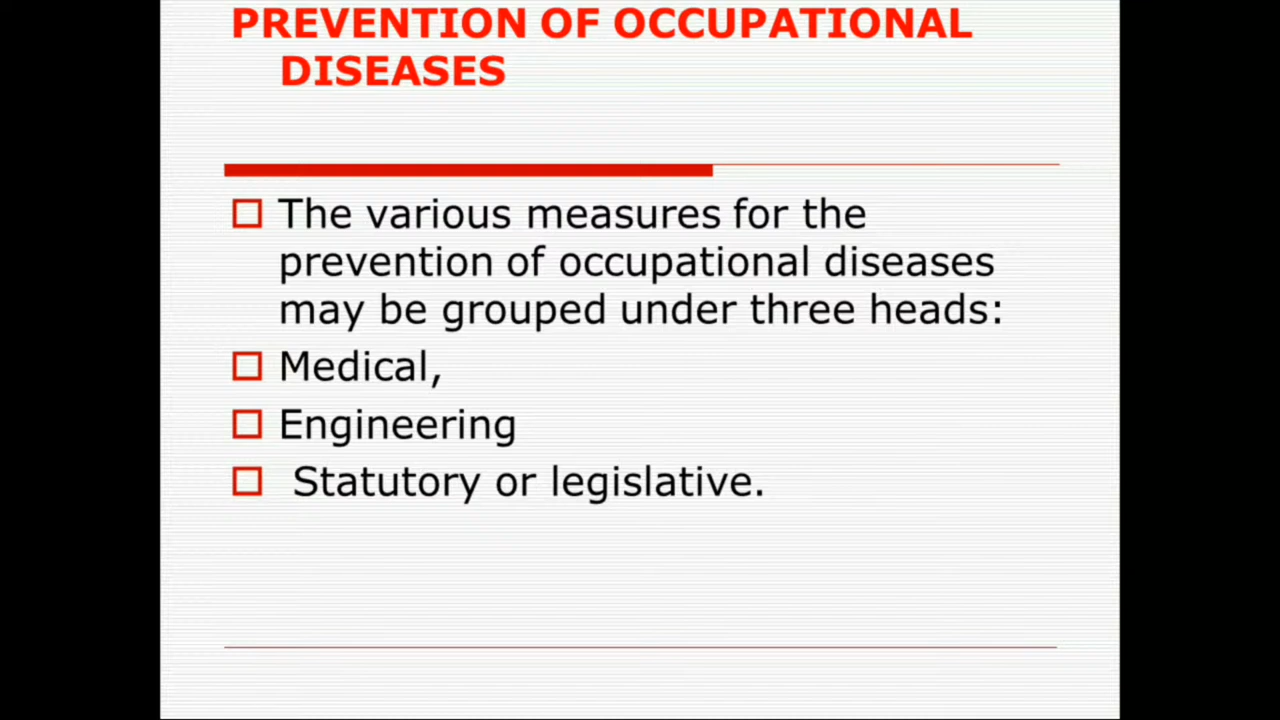 PREVENTION OF OCCUPATIONAL
DISEASES
The various measures for the
prevention of occupational diseases
may be grouped under three heads:
Medical,
Engineering
Statutory or legislative.